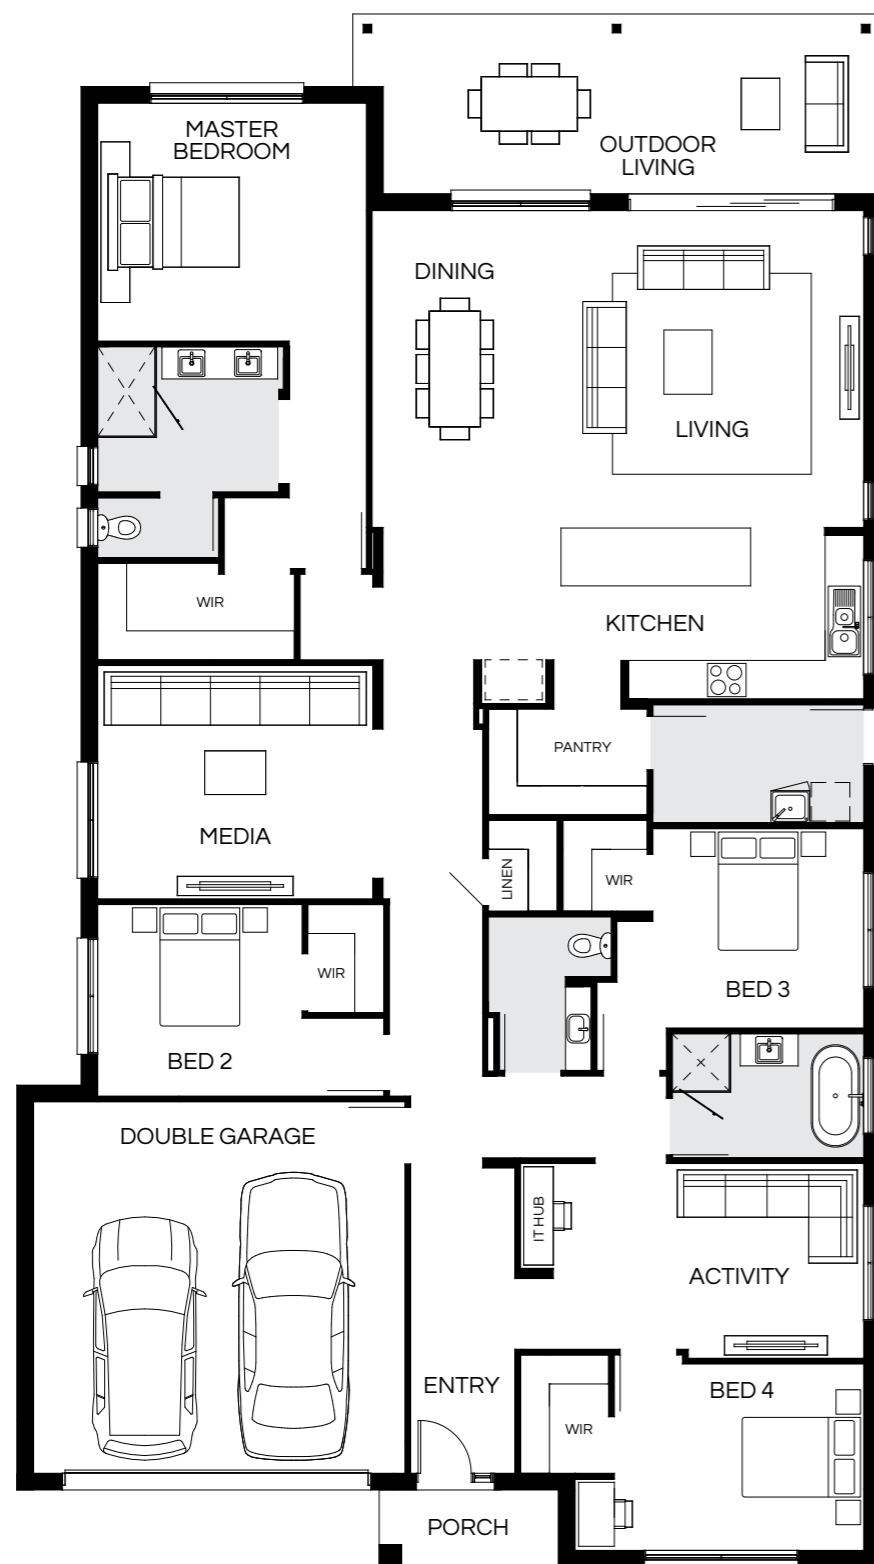 MASTER
BEDROOM
OUTDOOR
LIVING
DINING
LIVING
WIR
KITCHEN
PANTRY
MEDIA
LINEN
WIR
WIR
BED 3
BED 2
DOUBLE GARAGE
IT HUB
ACTIVITY
ENTRY
BED 4
WIR
PORCH